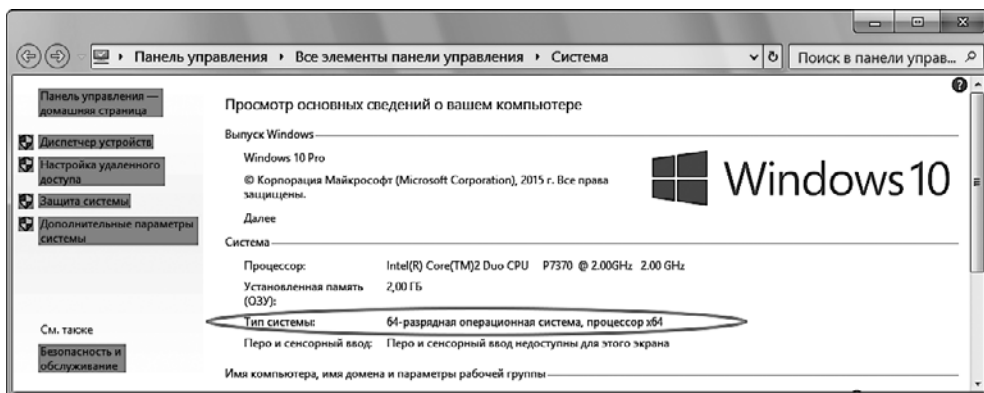 Панель управления ▸ Все элементы панели управления ▸ Система
Поиск в панели управ...
Панель управления —
домашняя страница
Диспетчер устройств
Настройка удаленного
доступа
Защита системы
Дополнительные параметры
системы
См. также
Безопасность и
обслуживание
Просмотр основных сведений о вашем компьютере
Выпуск Windows
Windows 10 Pro
© Корпорация Майкрософт (Microsoft Corporation), 2015 г. Все права
защищены.
Далее
Windows 10
Система
Процессор: Intel(R) Core(TM)2 Duo CPU P7370 @ 2.00GHz 2.00 GHz
Установленная память 2,00 ГБ
(ОЗУ):
Тип системы: 64-разрядная операционная система, процессор x64
Перо и сенсорный ввод: Перо и сенсорный ввод недоступны для этого экрана
Имя компьютера, имя домена и параметры рабочей группы